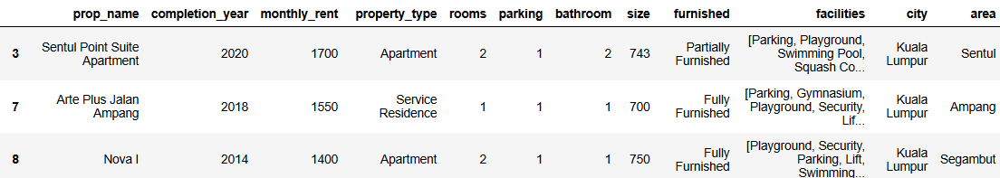 prop_name completion_year monthly_rent property_type rooms parking bathroom size furnished facilities city area
3 Sentul Point Suite Apartment 2020 1700 Apartment 2 1 2 743 Partially Furnished [Parking, Playground, Swimming Pool, Squash Co... Kuala Lumpur Sentul
7 Arte Plus Jalan Ampang 2018 1550 Service Residence 1 1 1 700 Fully Furnished [Parking, Gymnasium, Playground, Security, Lif... Kuala Lumpur Ampang
8 Nova I 2014 1400 Apartment 2 1 1 750 Fully Furnished [Playground, Security, Parking, Lift, Swimming... Kuala Lumpur Segambut